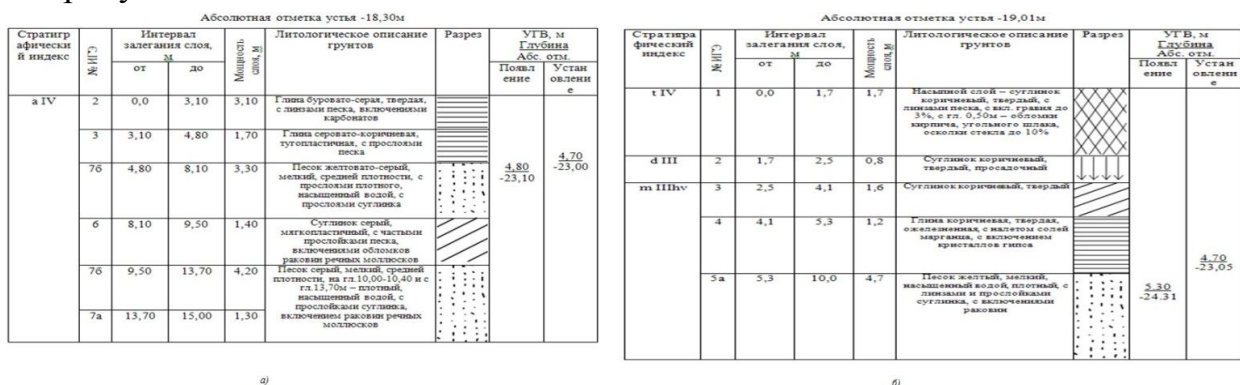 Абсолютная отметка устья -18,30м
Стратигр
афически
й индекс
№ ИГЭ
Интервал
залегания слоя,
м
от
до
Мощность
слоя, м
Литологическое описание
грунтов
Разрез
УГВ, м
Глубина
Абс. отм.
Появл
ение
Устан
овлени
е
a IV
2
0,0
3,10
3,10
Глина буровато-серая, твердая,
с линзами песка, включениями
карбонатов
3
3,10
4,80
1,70
Глина серовато-коричневая,
тугопластичная, с прослоями
песка
7б
4,80
8,10
3,30
Песок желтовато-серый,
мелкий, средней плотности, с
прослоями плотного,
насыщенный водой, с
прослоями суглинка
4,80
-23,10
4,70
-23,00
6
8,10
9,50
1,40
Суглинок серый,
мягкопластичный, с частыми
прослойками песка,
включениями обломков
раковин речных моллюсков
7б
9,50
13,70
4,20
Песок серый, мелкий, средней
плотности, на гл.10,00-10,40 и с
гл.13,70м – плотный,
насыщенный водой, с
прослойками суглинка,
включением раковин речных
моллюсков
7а
13,70
15,00
1,30
а)
Абсолютная отметка устья -19,01м
Стратигра
фический
индекс
№ ИГЭ
Интервал
залегания слоя,
м
от
до
Мощность
слоя, м
Литологическое описание
грунтов
Разрез
УГВ, м
Глубина
Абс. отм.
Появл
ение
Устан
овлени
е
t IV
1
0,0
1,7
1,7
Насыпной слой – суглинок
коричневый, твердый, с
линзами песка, с вкл. гравия до
3%, с гл. 0,50м – обломки
кирпича, угольного шлака,
осколки стекла до 10%
d III
2
1,7
2,5
0,8
Суглинок коричневый,
твердый, просадочный
m IIIhv
3
2,5
4,1
1,6
Суглинок коричневый, твердый
4
4,1
5,3
1,2
Глина коричневая, твердая,
ожелезненная, с налетом солей
марганца, с включением
кристаллов гипса
5а
5,3
10,0
4,7
Песок желтый, мелкий,
насыщенный водой, плотный, с
линзами и прослойками
суглинка, с включениями
раковин
5.30
-24.31
4.70
-23,05
б)